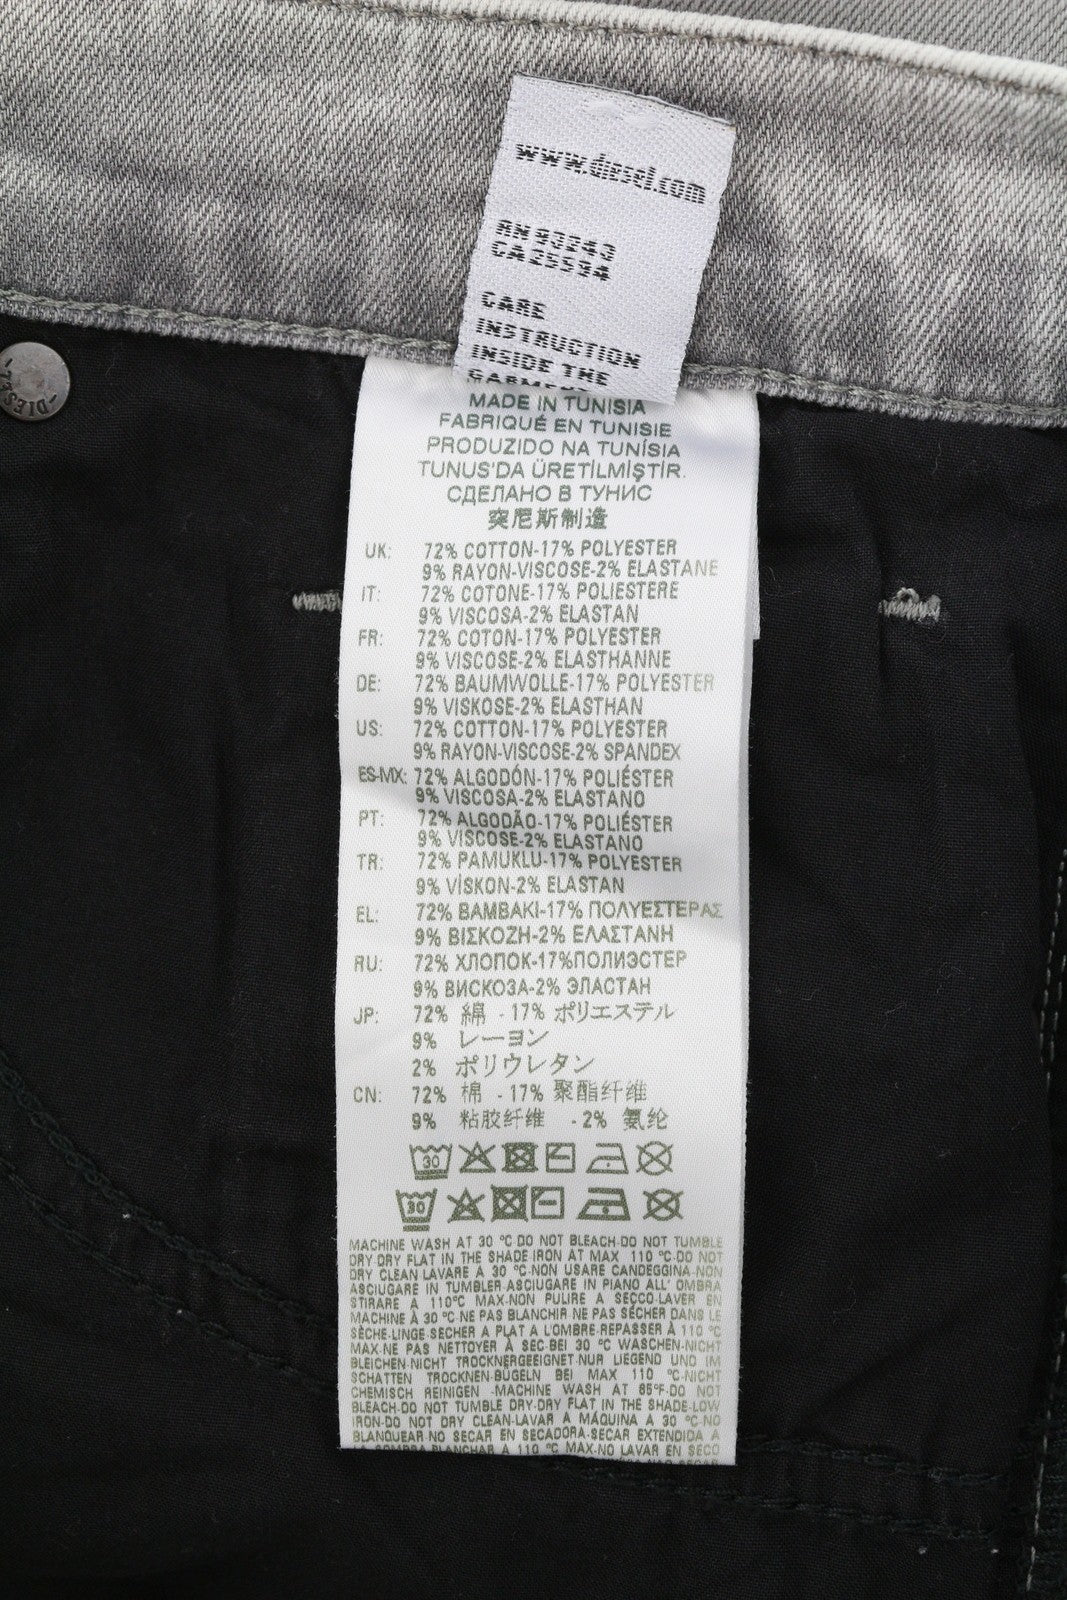 www.diesel.com
RN 93243
CA 25594
CARE
INSTRUCTION
INSIDE THE
MADE IN TUNISIA
FABRIQUÉ EN TUNISIE
PRODUZIDO NA TUNÍSIA
TUNUS'DA ÜRETİLMİŞTİR.
СДЕЛАНО В ТУНИС
突尼斯制造
UK: 72% COTTON-17% POLYESTER
9% RAYON-VISCOSE-2% ELASTANE
IT: 72% COTONE-17% POLIESTERE
9% VISCOSA-2% ELASTAN
FR: 72% COTON-17% POLYESTER
9% VISCOSE-2% ELASTHANNE
DE: 72% BAUMWOLLE-17% POLYESTER
9% VISKOSE-2% ELASTHAN
US: 72% COTTON-17% POLYESTER
9% RAYON-VISCOSE-2% SPANDEX
ES-MX: 72% ALGODÓN-17% POLIÉSTER
9% VISCOSA-2% ELASTANO
PT: 72% ALGODÃO-17% POLIÉSTER
9% VISCOSE-2% ELASTANO
TR: 72% PAMUKLU-17% POLYESTER
9% VİSKON-2% ELASTAN
EL: 72% ΒΑΜΒΑΚΙ-17% ΠΟΛΥΕΣΤΕΡΑΣ
9% ΒΙΣΚΟΖΗ-2% ΕΛΑΣΤΑΝΗ
RU: 72% ХЛОПОК-17%ПОЛИЭСТЕР
9% ВИСКОЗА-2% ЭЛАСТАН
JP: 72% 綿 - 17% ポリエステル
9% レーヨン
2% ポリウレタン
CN: 72% 棉 - 17% 聚酯纤维
9% 粘胶纤维 - 2% 氨纶
30
30
MACHINE WASH AT 30 °C-DO NOT BLEACH-DO NOT TUMBLE
DRY-DRY FLAT IN THE SHADE-IRON AT MAX 110 °C-DO NOT
DRY CLEAN LAVARE A 30 °C-NON USARE CANDEGGINA-NON
ASCIUGARE IN TUMBLER-ASCIUGARE IN PIANO ALL' OMBRA
STIRARE A 110°C MAX-NON PULIRE A SECCO-LAVER EN
MACHINE À 30 °C-NE PAS BLANCHIR-NE PAS SÉCHER DANS LE
SÈCHE-LINGE-SÉCHER A PLAT A L'OMBRE-REPASSER À 110 °C
MAX-NE PAS NETTOYER À SEC-BEI 30 °C WASCHEN-NICHT
BLEICHEN-NICHT TROCKNERGEEIGNET-NUR LIEGEND UND IM
SCHATTEN TROCKNEN-BÜGELN BEI MAX 110 °C-NICHT
CHEMISCH REINIGEN -MACHINE WASH AT 85°F-DO NOT
BLEACH-DO NOT TUMBLE DRY-DRY FLAT IN THE SHADE-LOW
IRON-DO NOT DRY CLEAN-LAVAR A MÁQUINA A 30 °C-NO
BLANQUEAR-NO SECAR EN SECADORA-SECAR EXTENDIDA A
SOMBRA-PLANCHAR A 110 °C MAX-NO LAVAR EN SECO